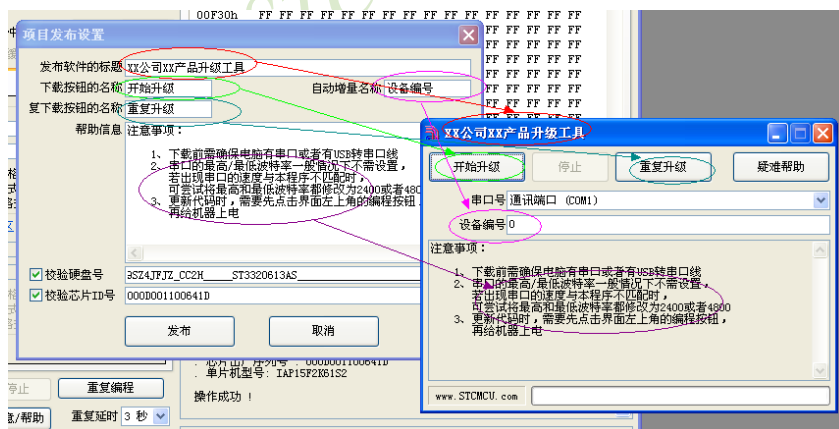 00F30h FF FF FF FF FF FF FF FF FF FF FF FF FF FF
项目发布设置
发布软件的标题 XX公司XX产品升级工具
下载按钮的名称 开始升级 自动增量名称 设备编号
复下载按钮的名称 重复升级
帮助信息 注意事项：
1、下载前需确保电脑有串口或者有USB转串口线
2、串口的最高/最低波特率一般情况下不需设置，
若出现串口的速度与本程序不匹配时，
可尝试将最高和最低波特率都修改为2400或者480
3、更新代码时，需要先点击界面左上角的编程按钮
再给机器上电
校验硬盘号 3SZ4JFJZ_CC2H____ST3320613AS
校验芯片ID号 000D001100641D
发布 取消
XX公司XX产品升级工具
开始升级 停止 重复升级 疑难帮助
串口号 通讯端口 (COM1)
设备编号 0
注意事项：
1、下载前需确保电脑有串口或者有USB转串口线
2、串口的最高/最低波特率一般情况下不需设置，
若出现串口的速度与本程序不匹配时，
可尝试将最高和最低波特率都修改为2400或者4800
3、更新代码时，需要先点击界面左上角的编程按钮，
再给机器上电
www.STCMCU.com
. 芯片出厂序列号 : 000D001100641D
. 单片机型号: IAP15F2K61S2
操作成功 !
停止 重复编程
/帮助 重复延时 3 秒